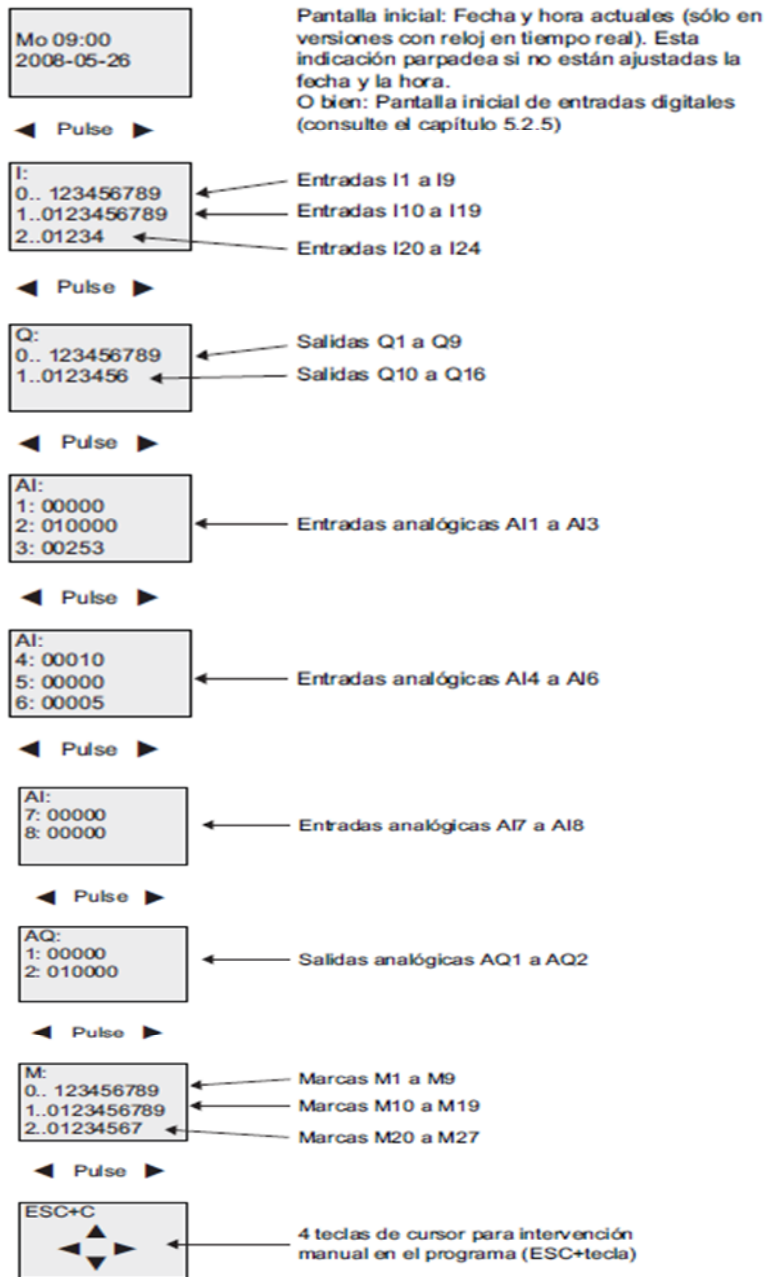 Mo 09:00
2008-05-26
Pantalla inicial: Fecha y hora actuales (sólo en
versiones con reloj en tiempo real). Esta
indicación parpadea si no están ajustadas la
fecha y la hora.
O bien: Pantalla inicial de entradas digitales
(consulte el capítulo 5.2.5)
Pulse
I:
0.. 123456789
1..0123456789
2..01234
Entradas I1 a I9
Entradas I10 a I19
Entradas I20 a I24
Pulse
Q:
0.. 123456789
1..0123456
Salidas Q1 a Q9
Salidas Q10 a Q16
Pulse
AI:
1: 00000
2: 010000
3: 00253
Entradas analógicas AI1 a AI3
Pulse
AI:
4: 00010
5: 00000
6: 00005
Entradas analógicas AI4 a AI6
Pulse
AI:
7: 00000
8: 00000
Entradas analógicas AI7 a AI8
Pulse
AQ:
1: 00000
2: 010000
Salidas analógicas AQ1 a AQ2
Pulse
M:
0.. 123456789
1..0123456789
2..01234567
Marcas M1 a M9
Marcas M10 a M19
Marcas M20 a M27
Pulse
ESC+C
4 teclas de cursor para intervención
manual en el programa (ESC+tecla)